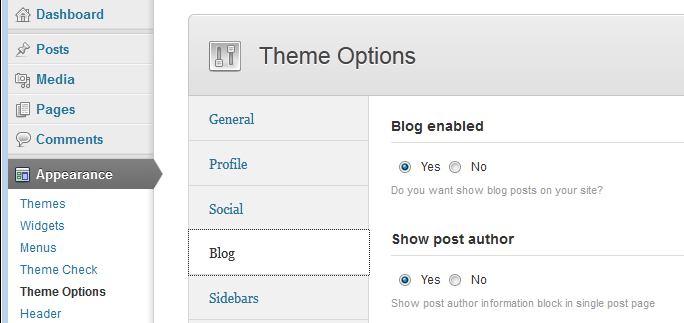 Dashboard
Posts
Media
Pages
Comments
Appearance
Themes
Widgets
Menus
Theme Check
Theme Options
Header
Theme Options
General
Profile
Social
Blog
Sidebars
Blog enabled
Yes No
Do you want show blog posts on your site?
Show post author
Yes No
Show post author information block in single post page